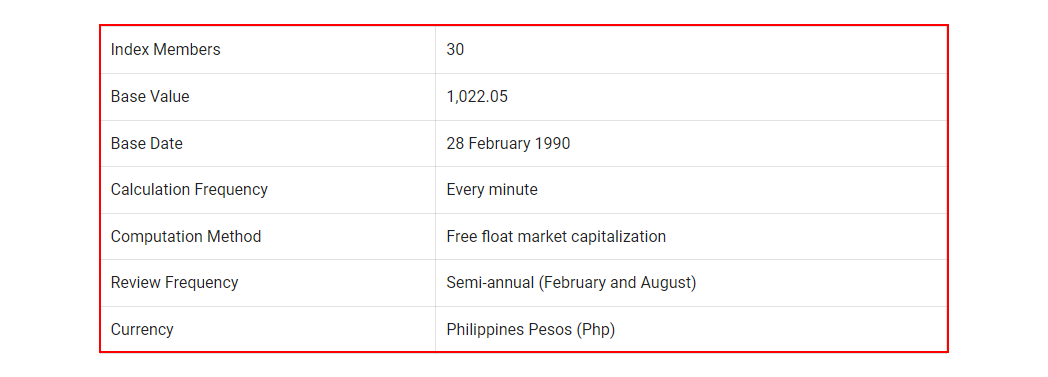 Index Members 30
Base Value 1,022.05
Base Date 28 February 1990
Calculation Frequency Every minute
Computation Method Free float market capitalization
Review Frequency Semi-annual (February and August)
Currency Philippines Pesos (Php)